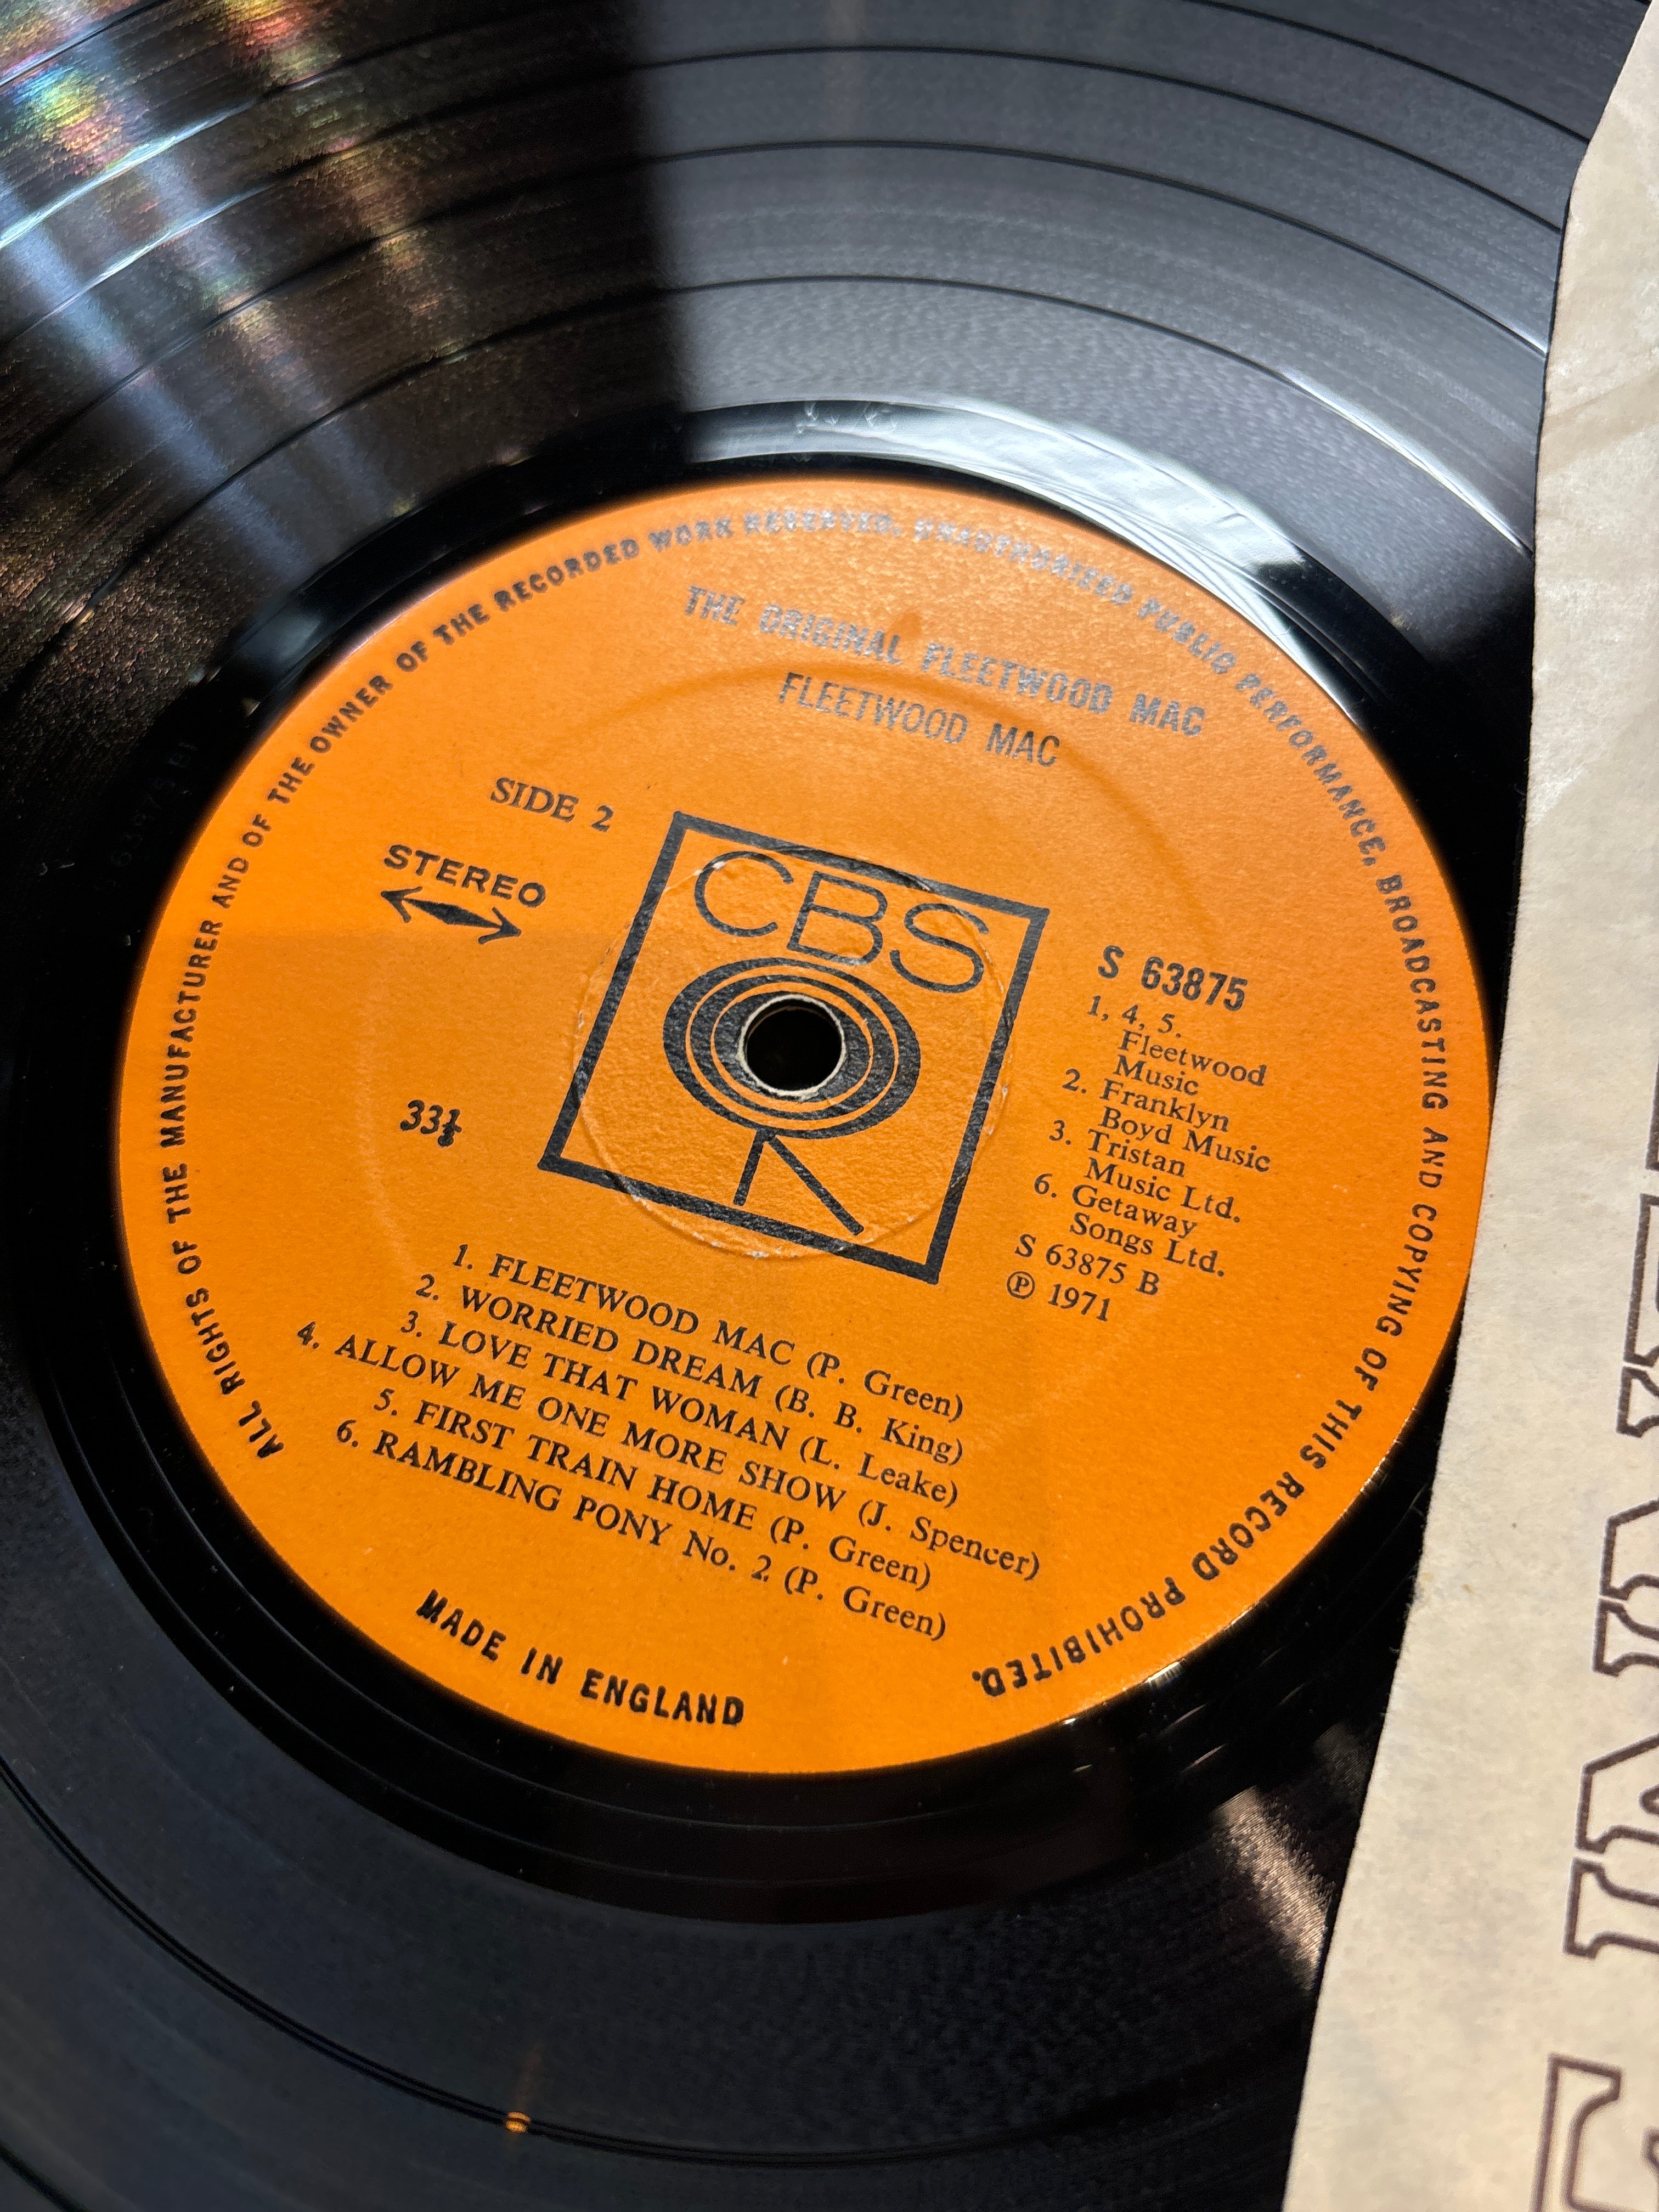 ALL RIGHTS OF THE MANUFACTURER AND OF THE OWNER OF THE RECORDED WORK RESERVED. UNAUTHORIZED PUBLIC PERFORMANCE, BROADCASTING AND COPYING OF THIS RECORD PROHIBITED.
THE ORIGINAL FLEETWOOD MAC
FLEETWOOD MAC
SIDE 2
STEREO
CBS
33⅓
S 63875
1, 4, 5.
Fleetwood
Music
2. Franklyn
Boyd Music
3. Tristan
Music Ltd.
6. Getaway
Songs Ltd.
S 63875 B
Ⓟ 1971
1. FLEETWOOD MAC (P. Green)
2. WORRIED DREAM (B. B. King)
3. LOVE THAT WOMAN (L. Leake)
4. ALLOW ME ONE MORE SHOW (J. Spencer)
5. FIRST TRAIN HOME (P. Green)
6. RAMBLING PONY No. 2 (P. Green)
MADE IN ENGLAND